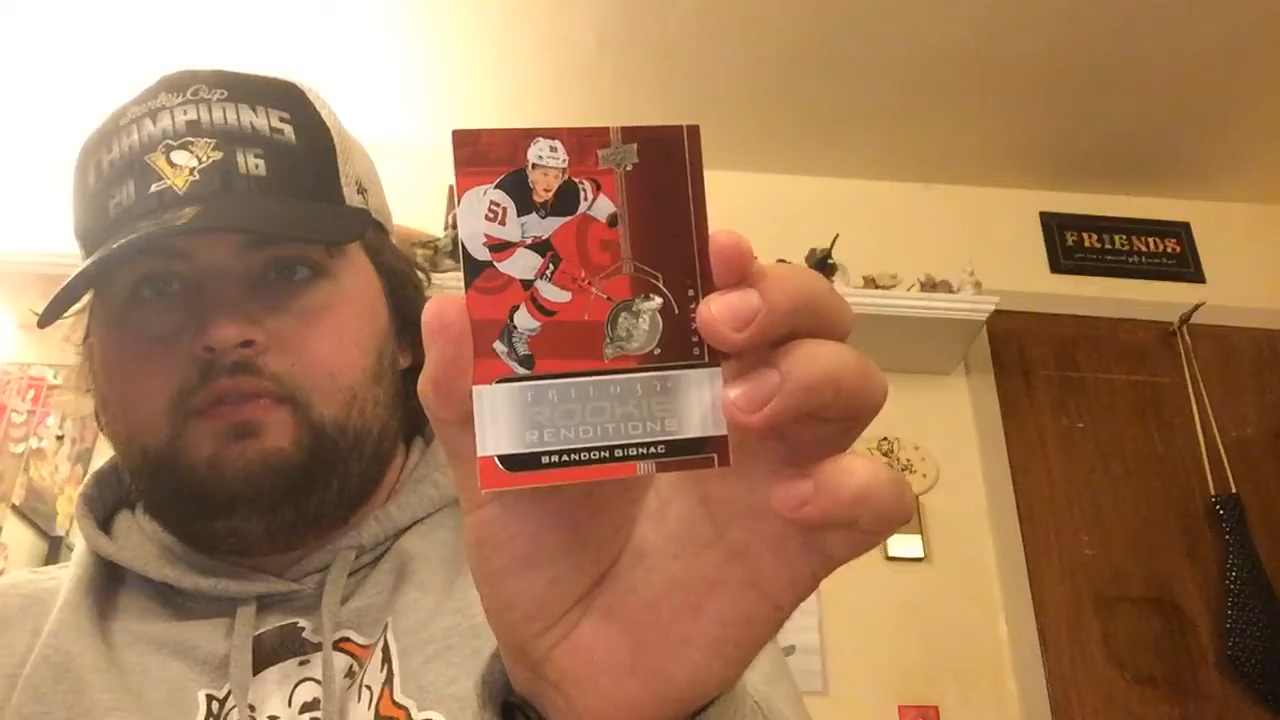 Stanley Cup
CHAMPIONS
20 16
51
DEVILS
TRILOGY
ROOKIE
RENDITIONS
BRANDON GIGNAC
FRIENDS